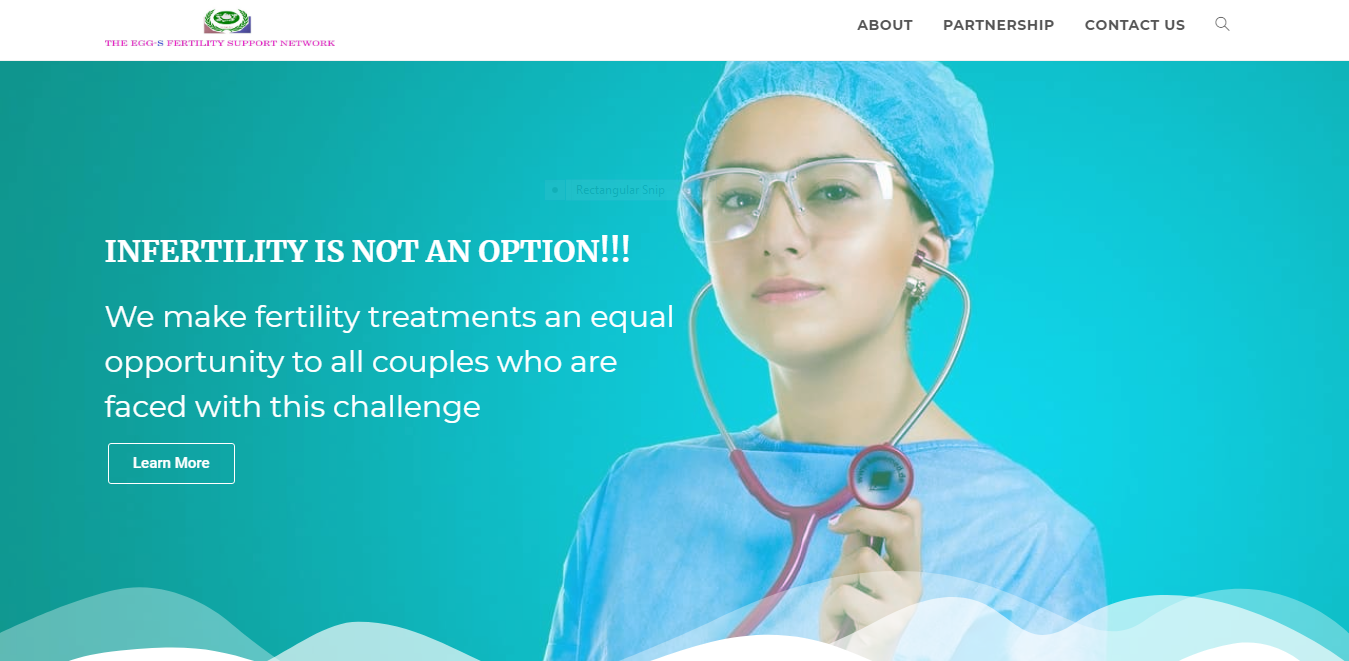 THE EGG-S FERTILITY SUPPORT NETWORK
ABOUT
PARTNERSHIP
CONTACT US
Rectangular Snip
INFERTILITY IS NOT AN OPTION!!!
We make fertility treatments an equal
opportunity to all couples who are
faced with this challenge
Learn More